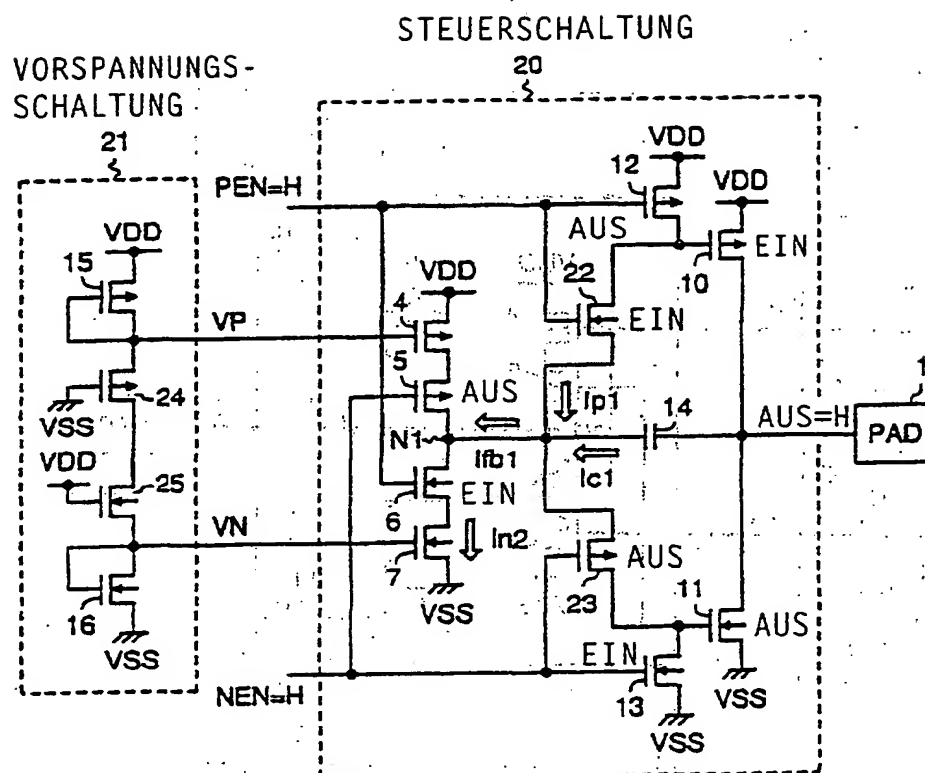 STEUERSCHALTUNG
20
VORSPANNUNGS-
SCHALTUNG
21
PEN=H
VDD
12
VDD
AUS
EIN
10
22
EIN
VDD
15
VDD
4
VP
5
AUS
Ip1
14
AUS=H
1
PAD
24
VSS
N1
Ifb1
Ic1
VDD
25
6
EIN
VN
In2
7
AUS
23
11
AUS
16
VSS
VSS
EIN
VSS
NEN=H
13
VSS